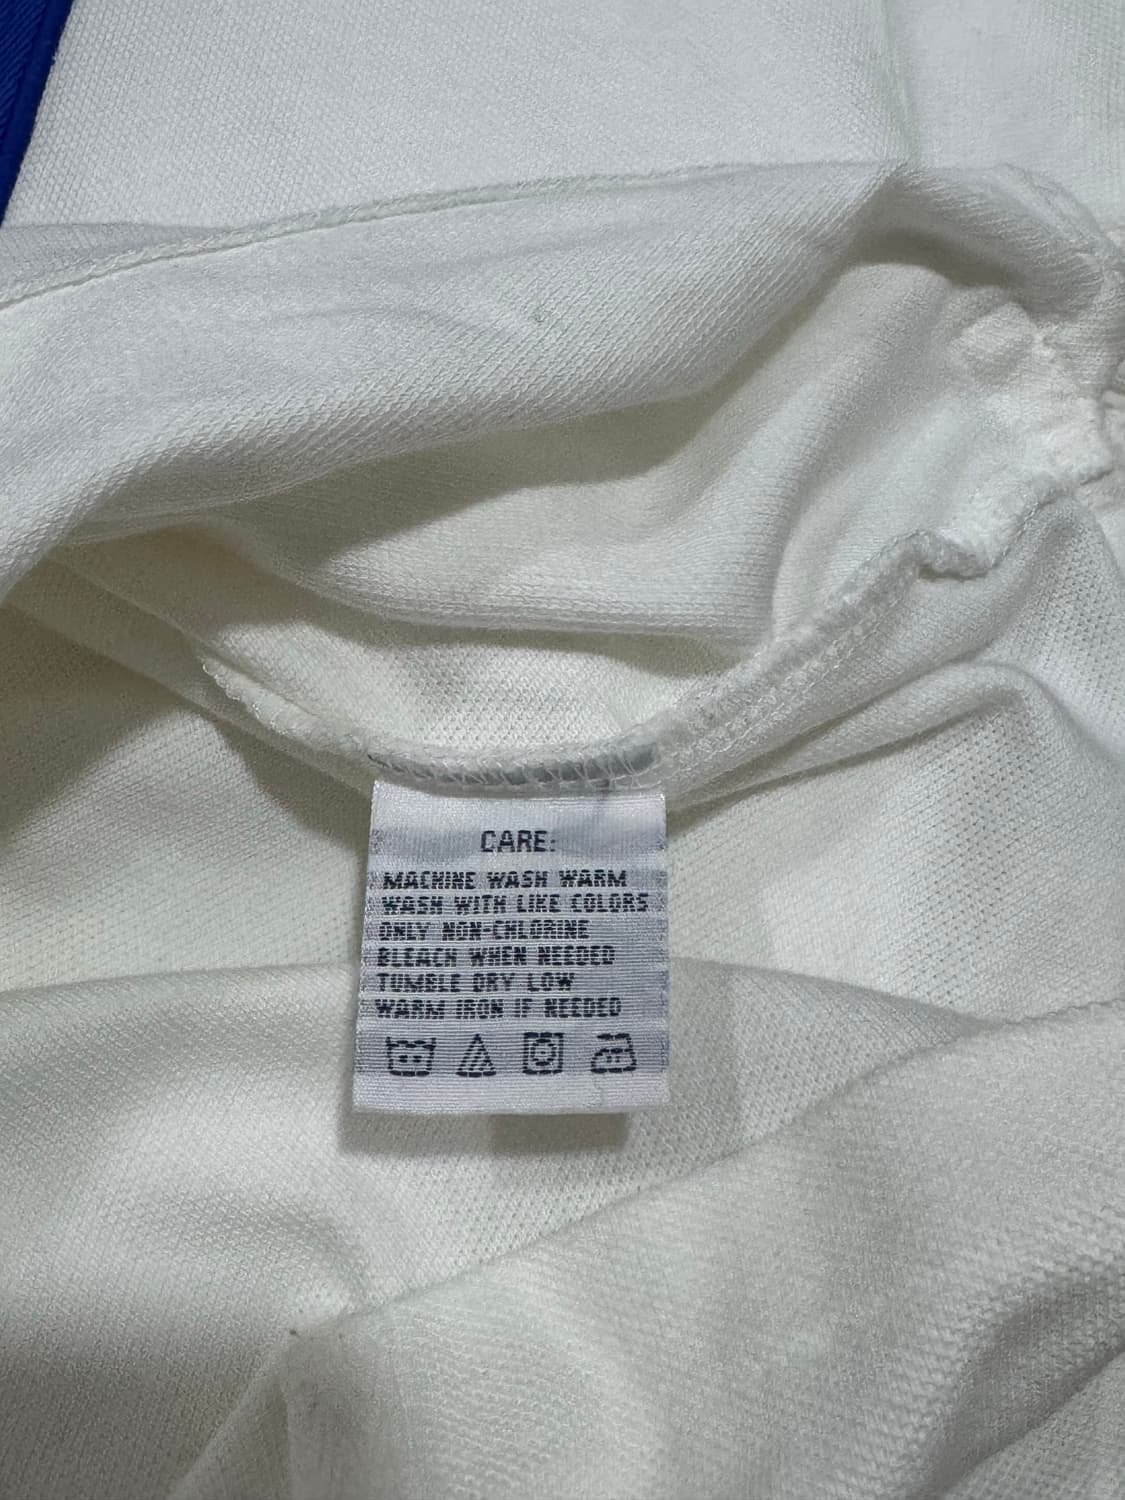 CARE:
MACHINE WASH WARM
WASH WITH LIKE COLORS
ONLY NON-CHLORINE
BLEACH WHEN NEEDED
TUMBLE DRY LOW
WARM IRON IF NEEDED